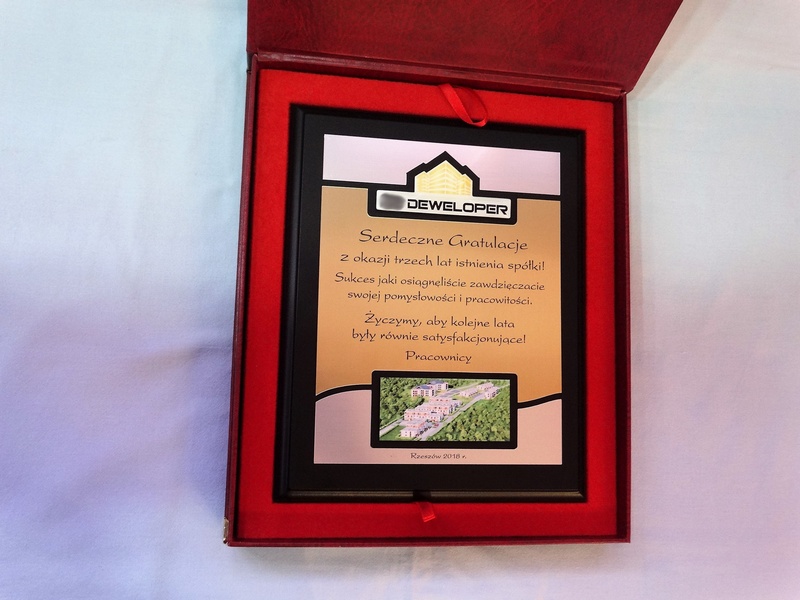 DEWELOPER
Serdeczne Gratulacje
z okazji trzech lat istnienia spółki!
Sukces jaki osiągnęliście zawdzięczacie
swojej pomysłowości i pracowitości.
Życzymy, aby kolejne lata
były równie satysfakcjonujące!
Pracownicy
Rzeszów 2016 r.